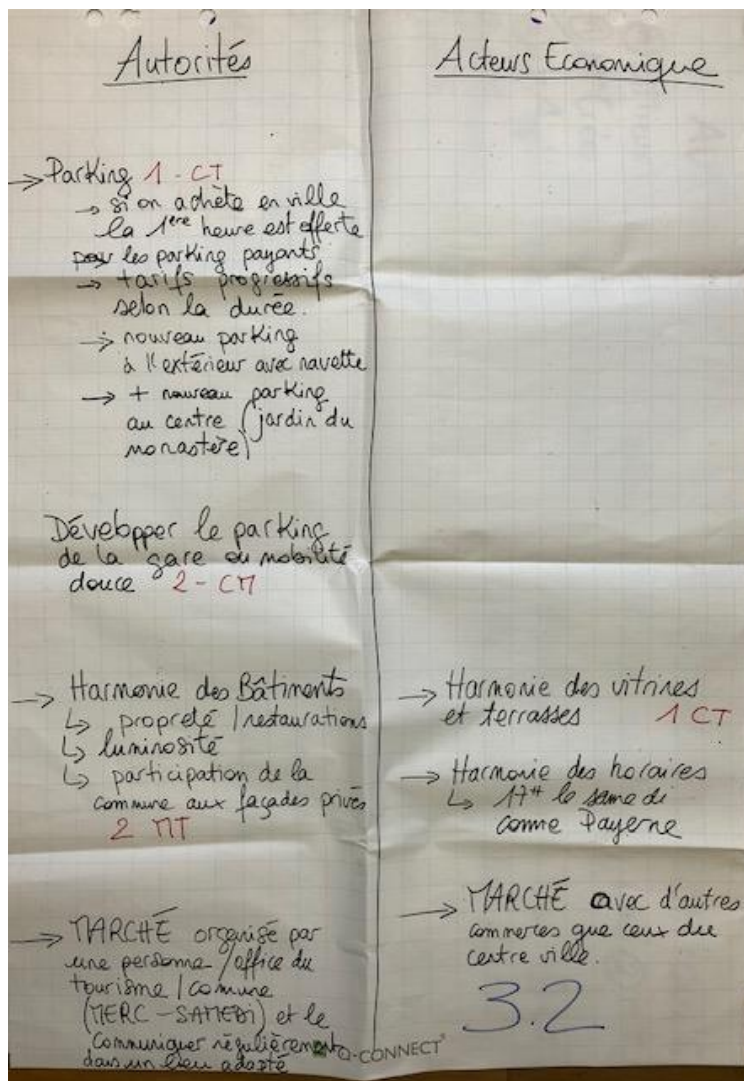 Autorités
→ Parking 1 - CT
→ si on achète en ville
la 1ère heure est offerte
pour les parking payants
→ tarifs progressifs
selon la durée.
→ nouveau parking
à l'extérieur avec navette
→ + nouveau parking
au centre (jardin du
monastère)
Développer le parking
de la gare ou mobilité
douce 2 - CM
→ Harmonie des Bâtiments
↳ propreté / restaurations
↳ luminosité
↳ participation de la
commune aux façades privés
2 MT
→ MARCHÉ organisé par
une personne / office du
tourisme / comune
(MERC - SAMEDI) et le
Communiquer régulièrement
dans un lieu adapté
Acteurs Economique
→ Harmonie des vitrines
et terrasses 1 CT
→ Harmonie des horaires
↳ 17H le samedi
comme Payerne
→ MARCHÉ avec d'autres
commerces que ceux du
centre ville.
3.2
Q-CONNECT